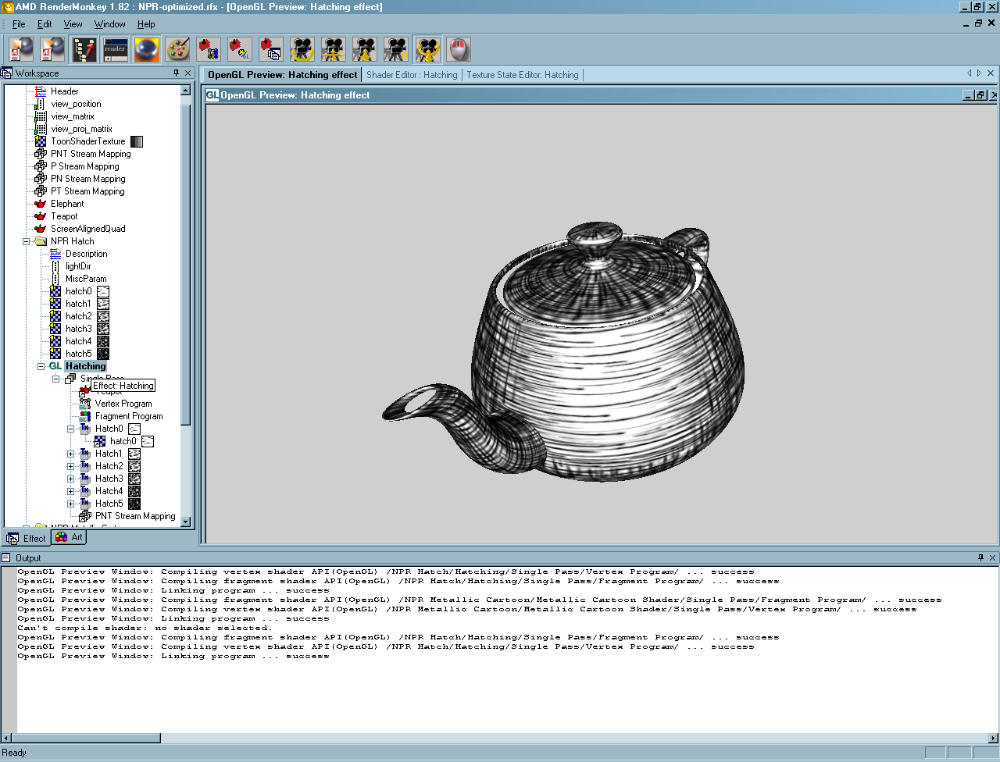 AMD RenderMonkey 1.82 : NPR-optimized.rfx - [OpenGL Preview: Hatching effect]
File Edit View Window Help
render
GL
Workspace
OpenGL Preview: Hatching effect
Shader Editor : Hatching
Texture State Editor: Hatching
GL OpenGL Preview: Hatching effect
Header
view_position
view_matrix
view_proj_matrix
ToonShaderTexture
PNT Stream Mapping
P Stream Mapping
PN Stream Mapping
PT Stream Mapping
Elephant
Teapot
ScreenAlignedQuad
NPR Hatch
Description
lightDir
MiscParam
hatch0
hatch1
hatch2
hatch3
hatch4
hatch5
GL Hatching
Single Pass
Effect: Hatching
Teapot
Vertex Program
Fragment Program
Hatch0
hatch0
Hatch1
Hatch2
Hatch3
Hatch4
Hatch5
PNT Stream Mapping
Effect
Art
Output
OpenGL Preview Window: Compiling vertex shader API(OpenGL) /NPR Hatch/Hatching/Single Pass/Vertex Program/ ... success
OpenGL Preview Window: Compiling fragment shader API(OpenGL) /NPR Hatch/Hatching/Single Pass/Fragment Program/ ... success
OpenGL Preview Window: Linking program ... success
OpenGL Preview Window: Compiling fragment shader API(OpenGL) /NPR Metallic Cartoon/Metallic Cartoon Shader/Single Pass/Fragment Program/ ... success
OpenGL Preview Window: Compiling vertex shader API(OpenGL) /NPR Metallic Cartoon/Metallic Cartoon Shader/Single Pass/Vertex Program/ ... success
OpenGL Preview Window: Linking program ... success
Can't compile shader: no shader selected.
OpenGL Preview Window: Compiling fragment shader API(OpenGL) /NPR Hatch/Hatching/Single Pass/Fragment Program/ ... success
OpenGL Preview Window: Compiling vertex shader API(OpenGL) /NPR Hatch/Hatching/Single Pass/Vertex Program/ ... success
OpenGL Preview Window: Linking program ... success
Ready